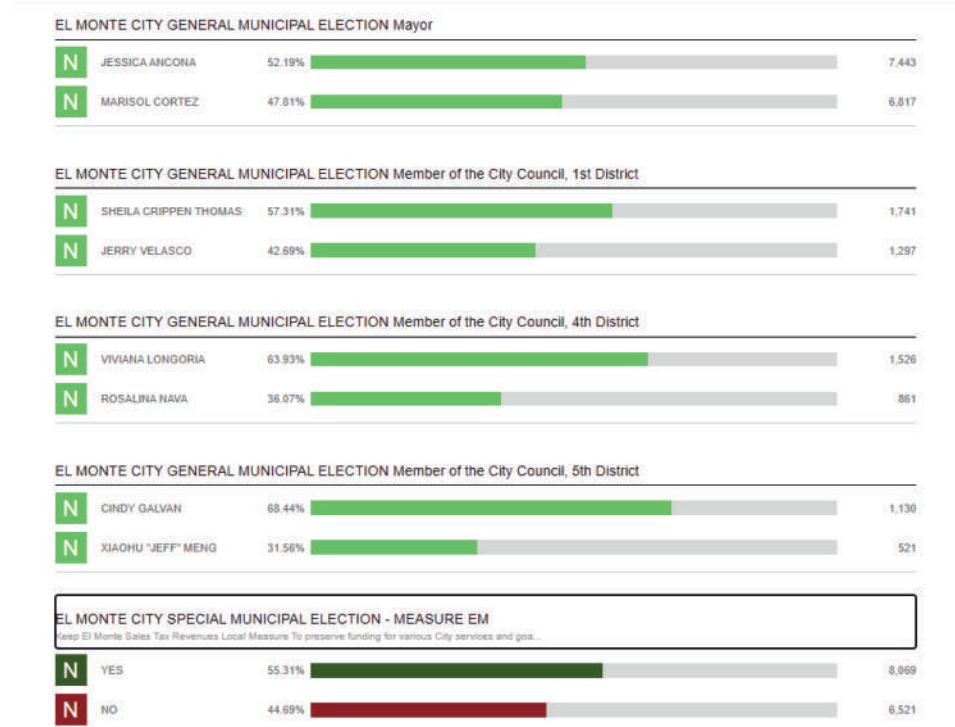 EL MONTE CITY GENERAL MUNICIPAL ELECTION Mayor
N JESSICA ANCONA 52.19% 7,443
N MARISOL CORTEZ 47.81% 6,817
EL MONTE CITY GENERAL MUNICIPAL ELECTION Member of the City Council, 1st District
N SHEILA CRIPPEN THOMAS 57.31% 1,741
N JERRY VELASCO 42.69% 1,297
EL MONTE CITY GENERAL MUNICIPAL ELECTION Member of the City Council, 4th District
N VIVIANA LONGORIA 63.93% 1,526
N ROSALINA NAVA 36.07% 861
EL MONTE CITY GENERAL MUNICIPAL ELECTION Member of the City Council, 5th District
N CINDY GALVAN 68.44% 1,130
N XIAOHU "JEFF" MENG 31.56% 521
EL MONTE CITY SPECIAL MUNICIPAL ELECTION - MEASURE EM
Keep El Monte Sales Tax Revenues Local Measure To preserve funding for various City services and goa...
N YES 55.31% 8,069
N NO 44.69% 6,521